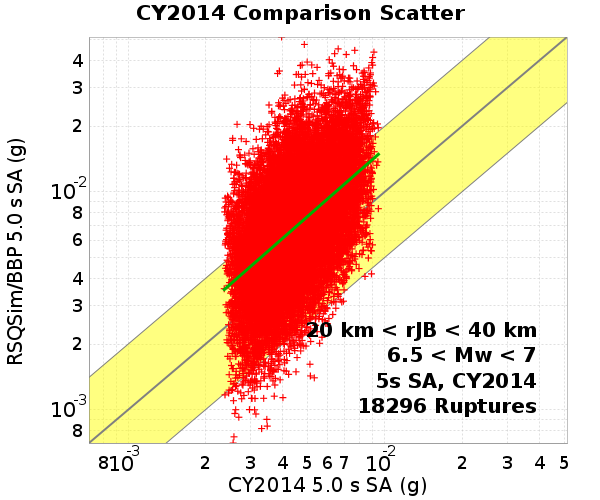 CY2014 Comparison Scatter
RSQSim/BBP 5.0 s SA (g)
4
3
2
10-2
8
6
4
3
2
10-3
8
20 km < rJB < 40 km
6.5 < Mw < 7
5s SA, CY2014
18296 Ruptures
8 10-3 2 3 4 5 6 7 10-2 2 3 4 5
CY2014 5.0 s SA (g)